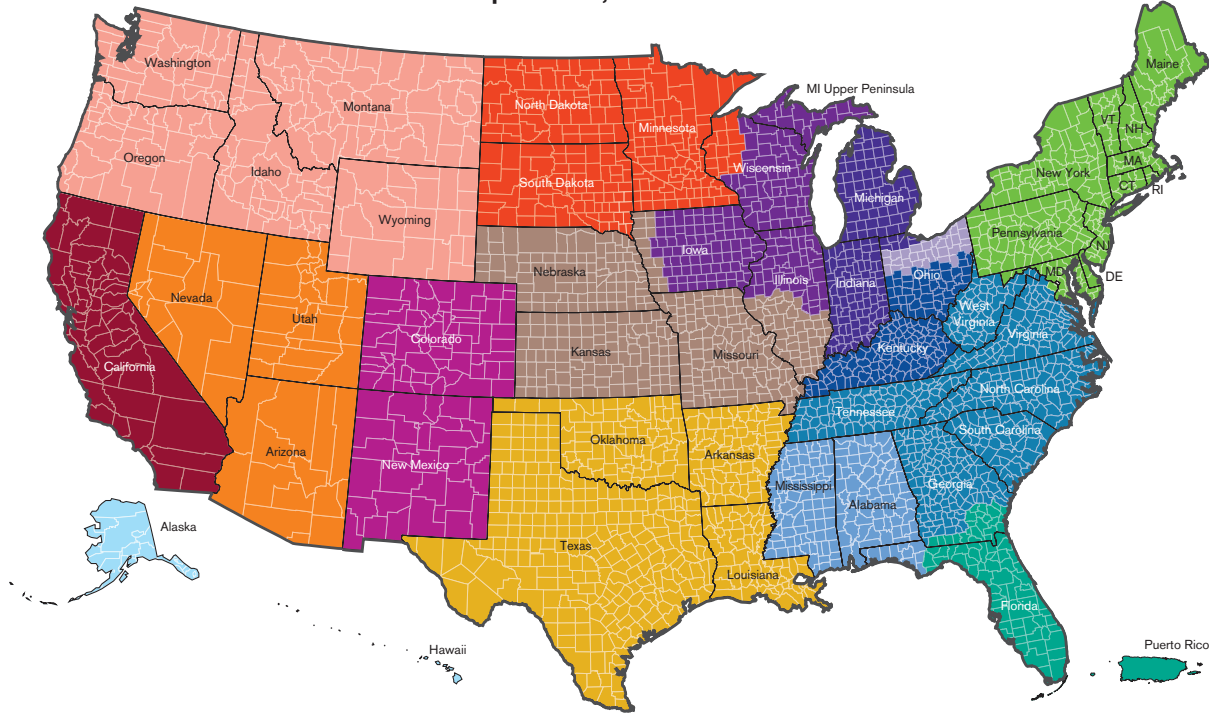 Washington
Montana
North Dakota
Minnesota
MI Upper Peninsula
Maine
VT
NH
Oregon
Idaho
Wyoming
South Dakota
Wisconsin
Michigan
New York
MA
CT
RI
Pennsylvania
NJ
Nevada
Utah
Nebraska
Iowa
Illinois
Indiana
Ohio
MD
DE
West
Virginia
Virginia
California
Colorado
Kansas
Missouri
Kentucky
North Carolina
Tennessee
South Carolina
Arizona
New Mexico
Oklahoma
Arkansas
Mississippi
Alabama
Georgia
Alaska
Texas
Louisiana
Florida
Hawaii
Puerto Rico